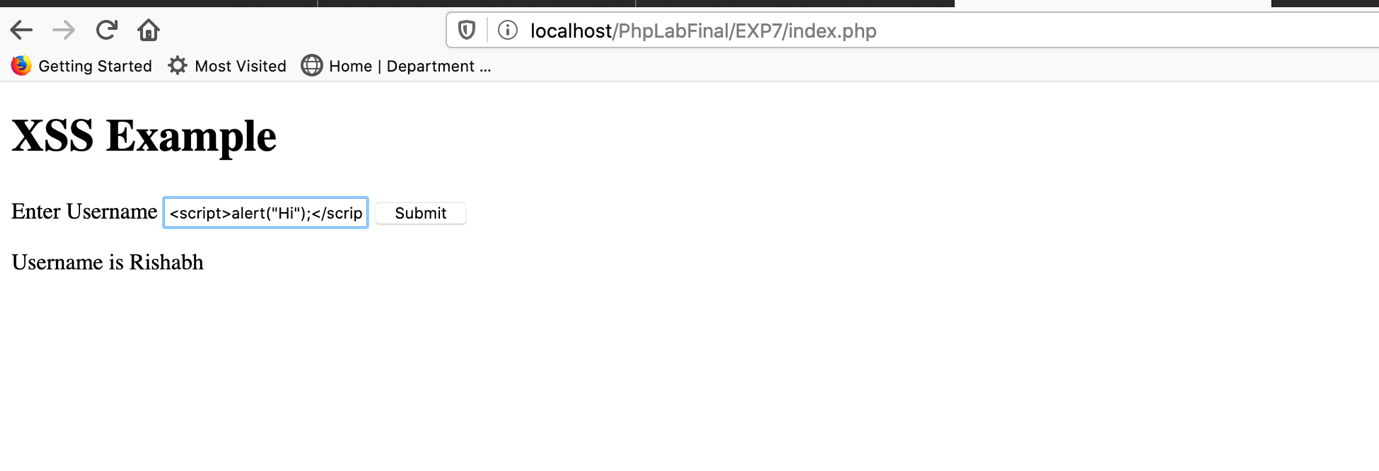 localhost/PhpLabFinal/EXP7/index.php
Getting Started Most Visited Home | Department ...
XSS Example
Enter Username <script>alert("Hi");</scrip Submit
Username is Rishabh